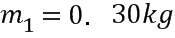 m₁ = 0. 30kg